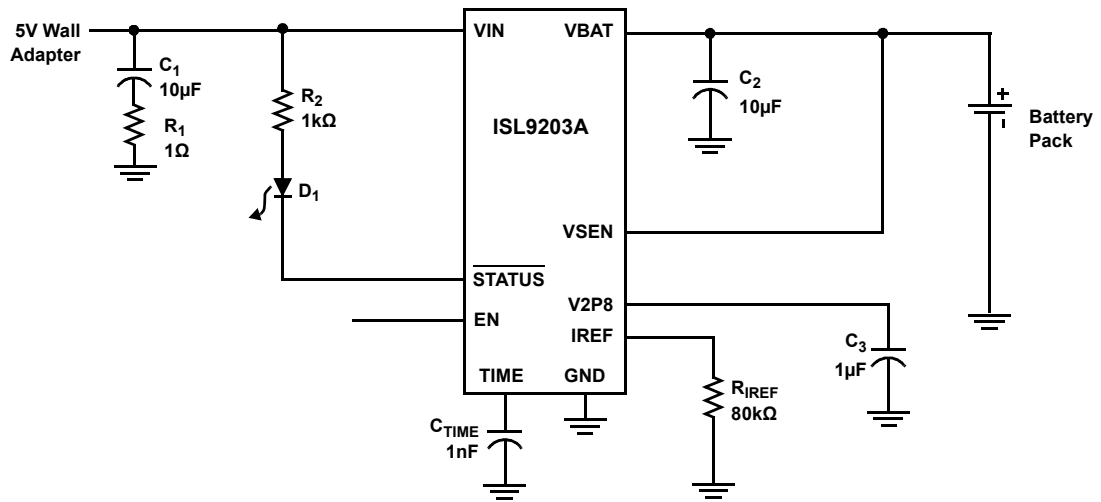 5V Wall
Adapter
C1
10µF
R1
1Ω
R2
1kΩ
D1
VIN
VBAT
ISL9203A
VSEN
STATUS
EN
V2P8
IREF
TIME
GND
C2
10µF
+
-
Battery
Pack
C3
1µF
RIREF
80kΩ
CTIME
1nF